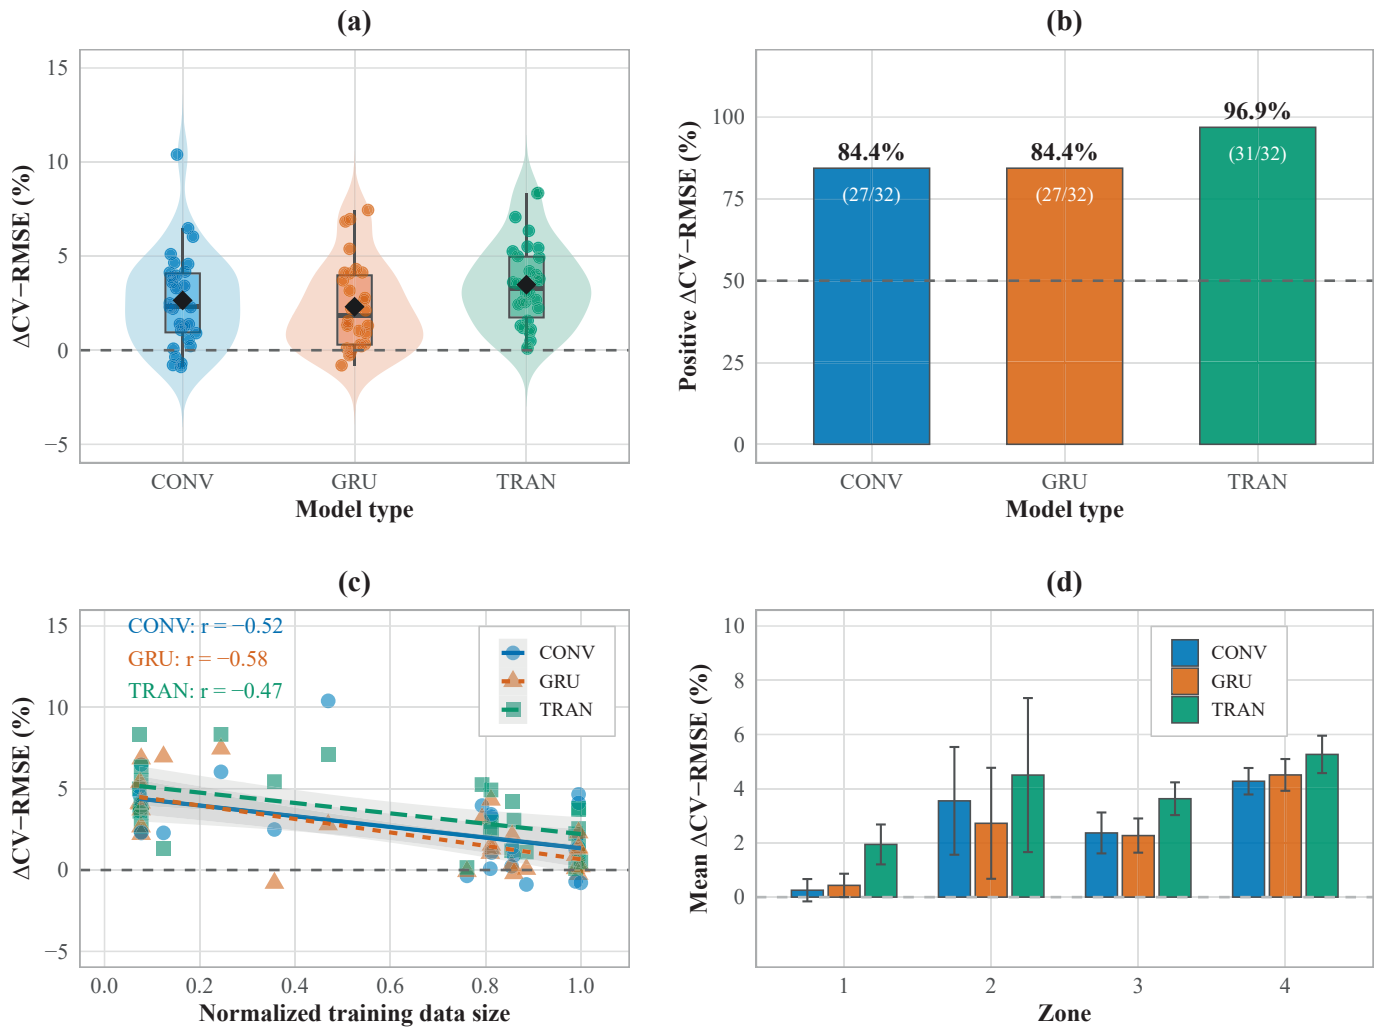 (a)
15
10
5
0
−5
ΔCV−RMSE (%)
CONV
GRU
TRAN
Model type
(b)
100
75
50
25
0
Positive ΔCV−RMSE (%)
84.4%
(27/32)
84.4%
(27/32)
96.9%
(31/32)
CONV
GRU
TRAN
Model type
(c)
15
10
5
0
−5
ΔCV−RMSE (%)
CONV: r = −0.52
GRU: r = −0.58
TRAN: r = −0.47
CONV
GRU
TRAN
0.0
0.2
0.4
0.6
0.8
1.0
Normalized training data size
(d)
10
8
6
4
2
0
Mean ΔCV−RMSE (%)
CONV
GRU
TRAN
1
2
3
4
Zone